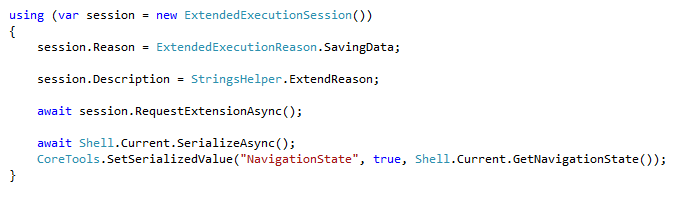 using (var session = new ExtendedExecutionSession())
{
    session.Reason = ExtendedExecutionReason.SavingData;
    session.Description = StringsHelper.ExtendReason;
    await session.RequestExtensionAsync();
    await Shell.Current.SerializeAsync();
    CoreTools.SetSerializedValue("NavigationState", true, Shell.Current.GetNavigationState());
}